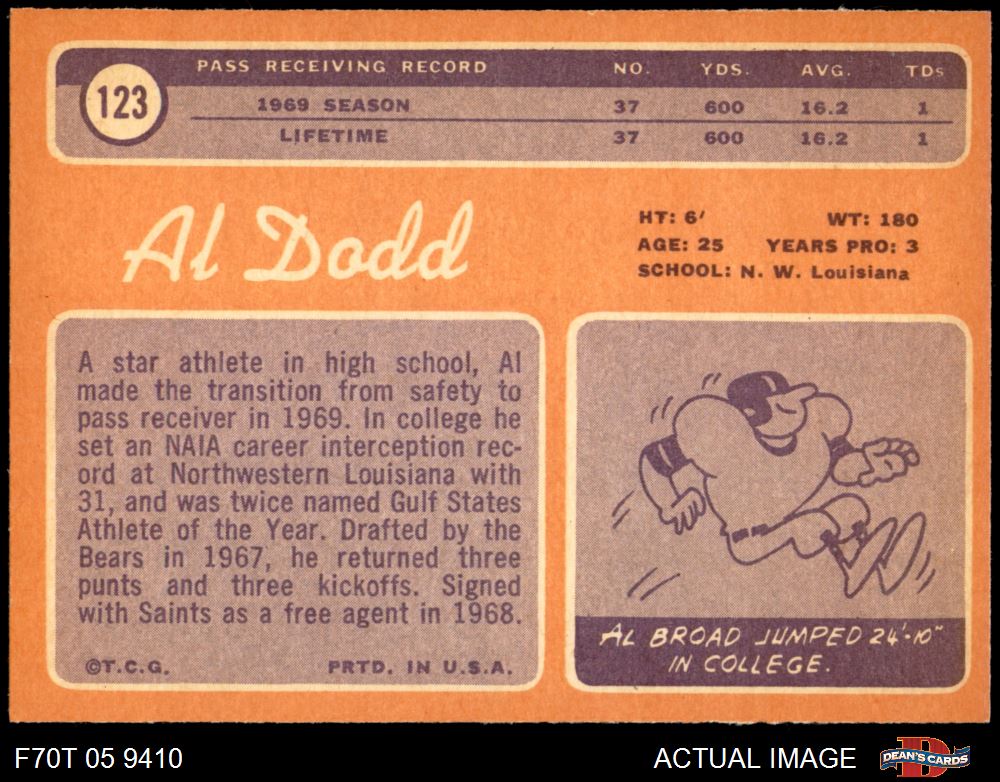 PASS RECEIVING RECORD NO. YDS. AVG. TDs
123
1969 SEASON 37 600 16.2 1
LIFETIME 37 600 16.2 1
Al Dodd
HT: 6' WT: 180
AGE: 25 YEARS PRO: 3
SCHOOL: N. W. Louisiana
A star athlete in high school, Al
made the transition from safety to
pass receiver in 1969. In college he
set an NAIA career interception rec-
ord at Northwestern Louisiana with
31, and was twice named Gulf States
Athlete of the Year. Drafted by the
Bears in 1967, he returned three
punts and three kickoffs. Signed
with Saints as a free agent in 1968.
©T.C.G. PRTD. IN U.S.A.
AL BROAD JUMPED 24'-10"
IN COLLEGE.
F70T 05 9410 ACTUAL IMAGE DEAN'S CARDS